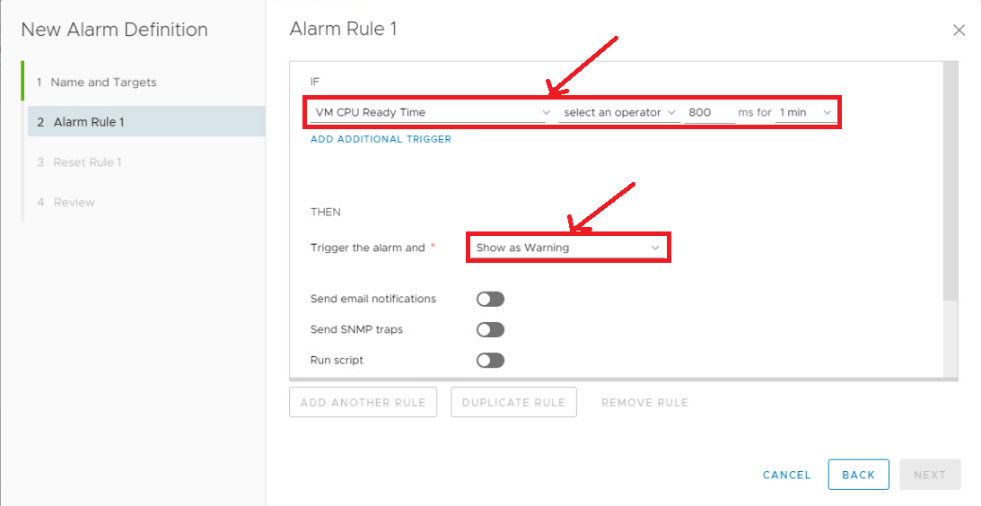 New Alarm Definition
1 Name and Targets
2 Alarm Rule 1
3 Reset Rule 1
4 Review
Alarm Rule 1
IF
VM CPU Ready Time select an operator 800 ms for 1 min
ADD ADDITIONAL TRIGGER
THEN
Trigger the alarm and * Show as Warning
Send email notifications
Send SNMP traps
Run script
ADD ANOTHER RULE DUPLICATE RULE REMOVE RULE
CANCEL BACK NEXT